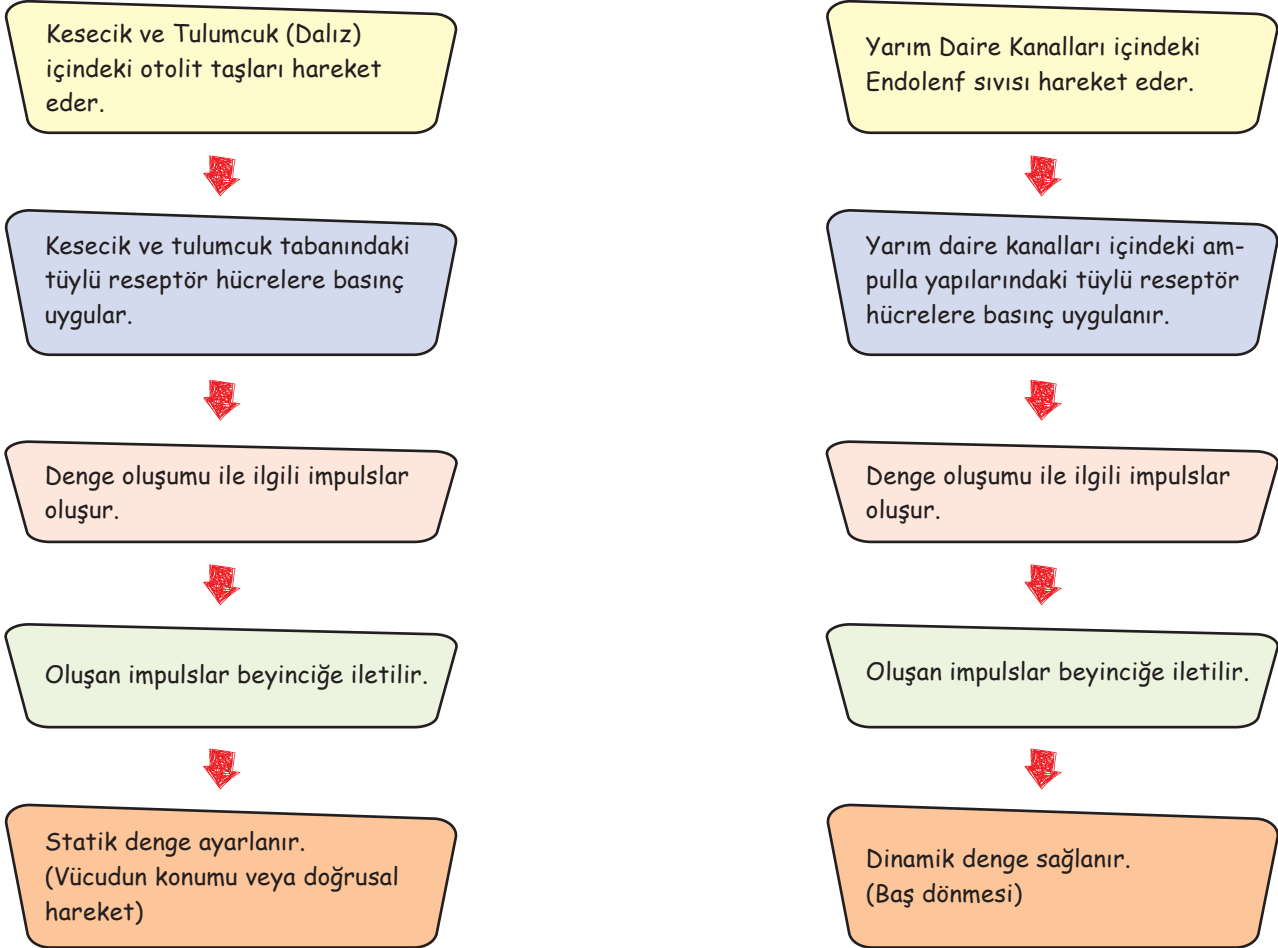 Kesecik ve Tulumcuk (Dalız)
içindeki otolit taşları hareket
eder.
Kesecik ve tulumcuk tabanındaki
tüylü reseptör hücrelere basınç
uygular.
Denge oluşumu ile ilgili impulslar
oluşur.
Oluşan impulslar beyinciğe iletilir.
Statik denge ayarlanır.
(Vücudun konumu veya doğrusal
hareket)
Yarım Daire Kanalları içindeki
Endolenf sıvısı hareket eder.
Yarım daire kanalları içindeki am-
pulla yapılarındaki tüylü reseptör
hücrelere basınç uygulanır.
Denge oluşumu ile ilgili impulslar
oluşur.
Oluşan impulslar beyinciğe iletilir.
Dinamik denge sağlanır.
(Baş dönmesi)